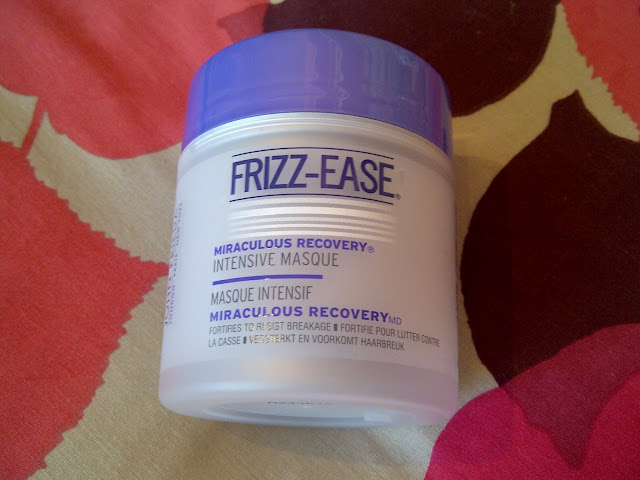 FRIZZ-EASE®
MIRACULOUS RECOVERY®
INTENSIVE MASQUE
MASQUE INTENSIF
MIRACULOUS RECOVERYMD
FORTIFIES TO RESIST BREAKAGE ▮ FORTIFIE POUR LUTTER CONTRE
LA CASSE ▮ VERSTERKT EN VOORKOMT HAARBREUK